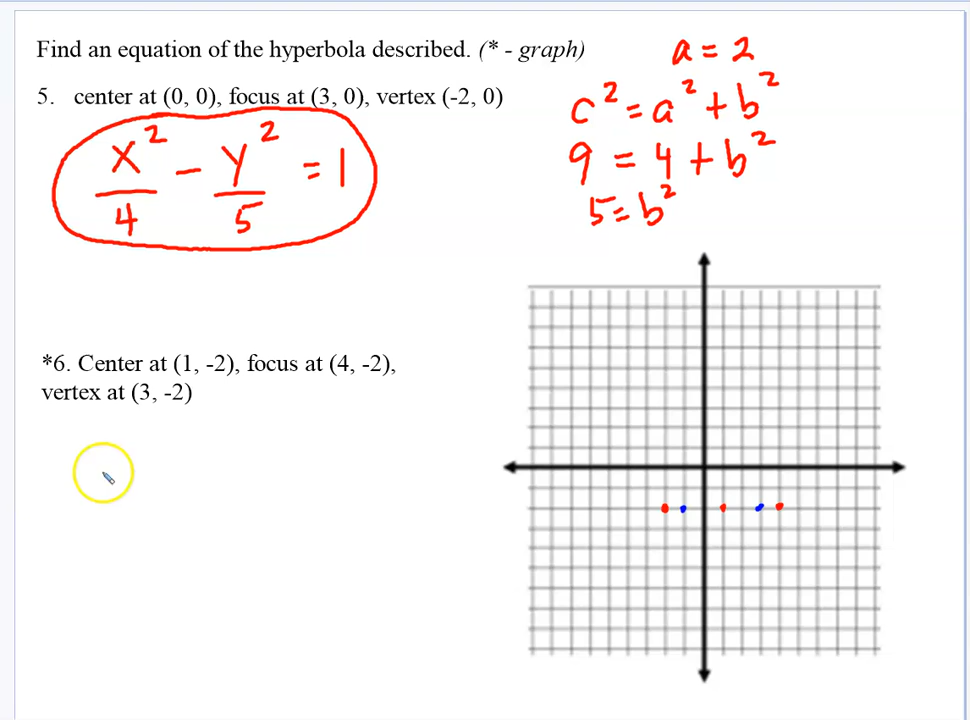 Find an equation of the hyperbola described. (* - graph)
a = 2
5. center at (0, 0), focus at (3, 0), vertex (-2, 0)
c² = a² + b²
x²/4 - y²/5 = 1
9 = 4 + b²
5 = b²
*6. Center at (1, -2), focus at (4, -2),
vertex at (3, -2)